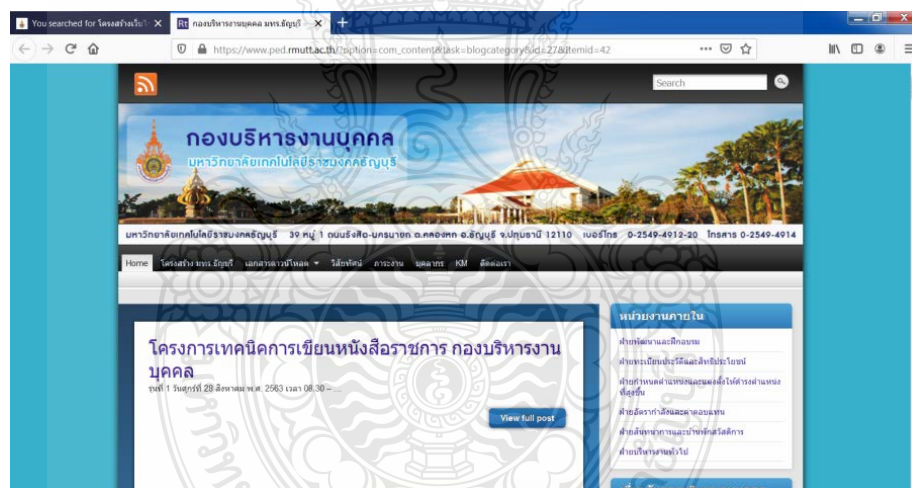 You searched for โครงสร้างเว็บไ
กองบริหารงานบุคคล มทร.ธัญบุรี
https://www.ped.rmutt.ac.th/?option=com_content&task=blogcategory&id=27&Itemid=42
Search
กองบริหารงานบุคคล
มหาวิทยาลัยเทคโนโลยีราชมงคลธัญบุรี
มหาวิทยาลัยเทคโนโลยีราชมงคลธัญบุรี 39 หมู่ 1 ถนนรังสิต-นครนายก ต.คลองหก อ.ธัญบุรี จ.ปทุมธานี 12110 เบอร์โทร 0-2549-4912-20 โทรสาร 0-2549-4914
Home โครงสร้าง มทร.ธัญบุรี เอกสารดาวน์โหลด วิสัยทัศน์ ภาระงาน บุคลากร KM ติดต่อเรา
โครงการเทคนิคการเขียนหนังสือราชการ กองบริหารงาน
บุคคล
รุ่นที่ 1 วันศุกร์ที่ 28 สิงหาคม พ.ศ. 2563 เวลา 08.30 – ...
View full post
หน่วยงานภายใน
ฝ่ายพัฒนาและฝึกอบรม
ฝ่ายทะเบียนประวัติและสิทธิประโยชน์
ฝ่ายกำหนดตำแหน่งและแต่งตั้งให้ดำรงตำแหน่ง
ที่สูงขึ้น
ฝ่ายอัตรากำลังและค่าตอบแทน
ฝ่ายสันทนาการและบ้านพักสวัสดิการ
ฝ่ายบริหารงานทั่วไป